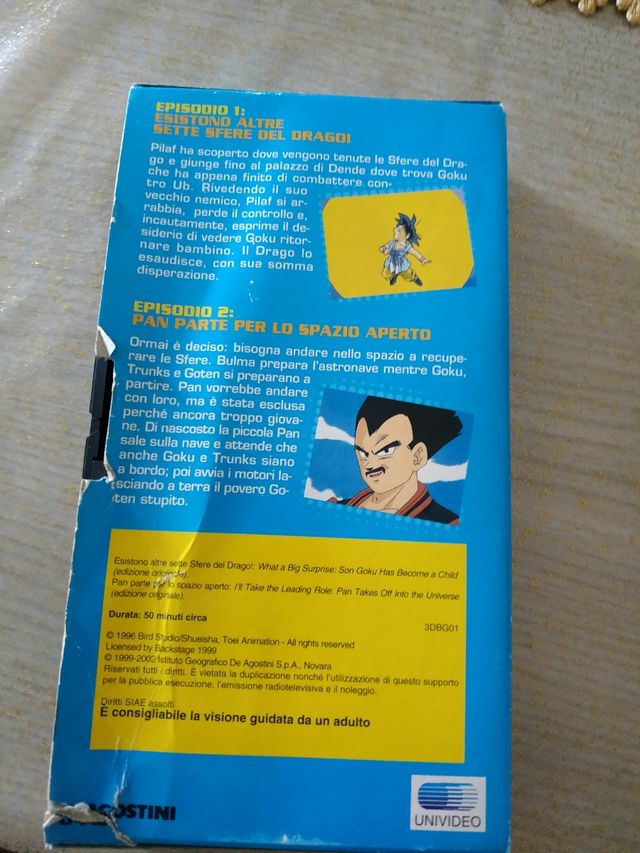 EPISODIO 1:
ESISTONO ALTRE
SETTE SFERE DEL DRAGO!
Pilaf ha scoperto dove vengono tenute le Sfere del Dra-
go e giunge fino al palazzo di Dende dove trova Goku
che ha appena finito di combattere con-
tro Ub. Rivedendo il suo
vecchio nemico, Pilaf si ar-
rabbia, perde il controllo e,
incautamente, esprime il de-
siderio di vedere Goku ritor-
nare bambino. Il Drago lo
esaudisce, con sua somma
disperazione.
EPISODIO 2:
PAN PARTE PER LO SPAZIO APERTO
Ormai è deciso: bisogna andare nello spazio a recupe-
rare le Sfere. Bulma prepara l'astronave mentre Goku,
Trunks e Goten si preparano a
partire. Pan vorrebbe andare
con loro, ma è stata esclusa
perché ancora troppo giova-
ne. Di nascosto la piccola Pan
sale sulla nave e attende che
anche Goku e Trunks siano
a bordo; poi avvia i motori la-
sciando a terra il povero Go-
ten stupito.
Esistono altre sette Sfere del Drago!: What a Big Surprise: Son Goku Has Become a Child
(edizione originale).
Pan parte per lo spazio aperto: I'll Take the Leading Role: Pan Takes Off Into the Universe
(edizione originale).
Durata: 50 minuti circa
3DBG01
© 1996 Bird Studio/Shueisha, Toei Animation - All rights reserved
Licensed by Backstage 1999
© 1999-2002 Istituto Geografico De Agostini S.p.A., Novara
Riservati tutti i diritti. È vietata la duplicazione nonché l'utilizzazione di questo supporto
per la pubblica esecuzione, l'emissione radiotelevisiva e il noleggio.
Diritti SIAE assolti
È consigliabile la visione guidata da un adulto
AGOSTINI
UNIVIDEO